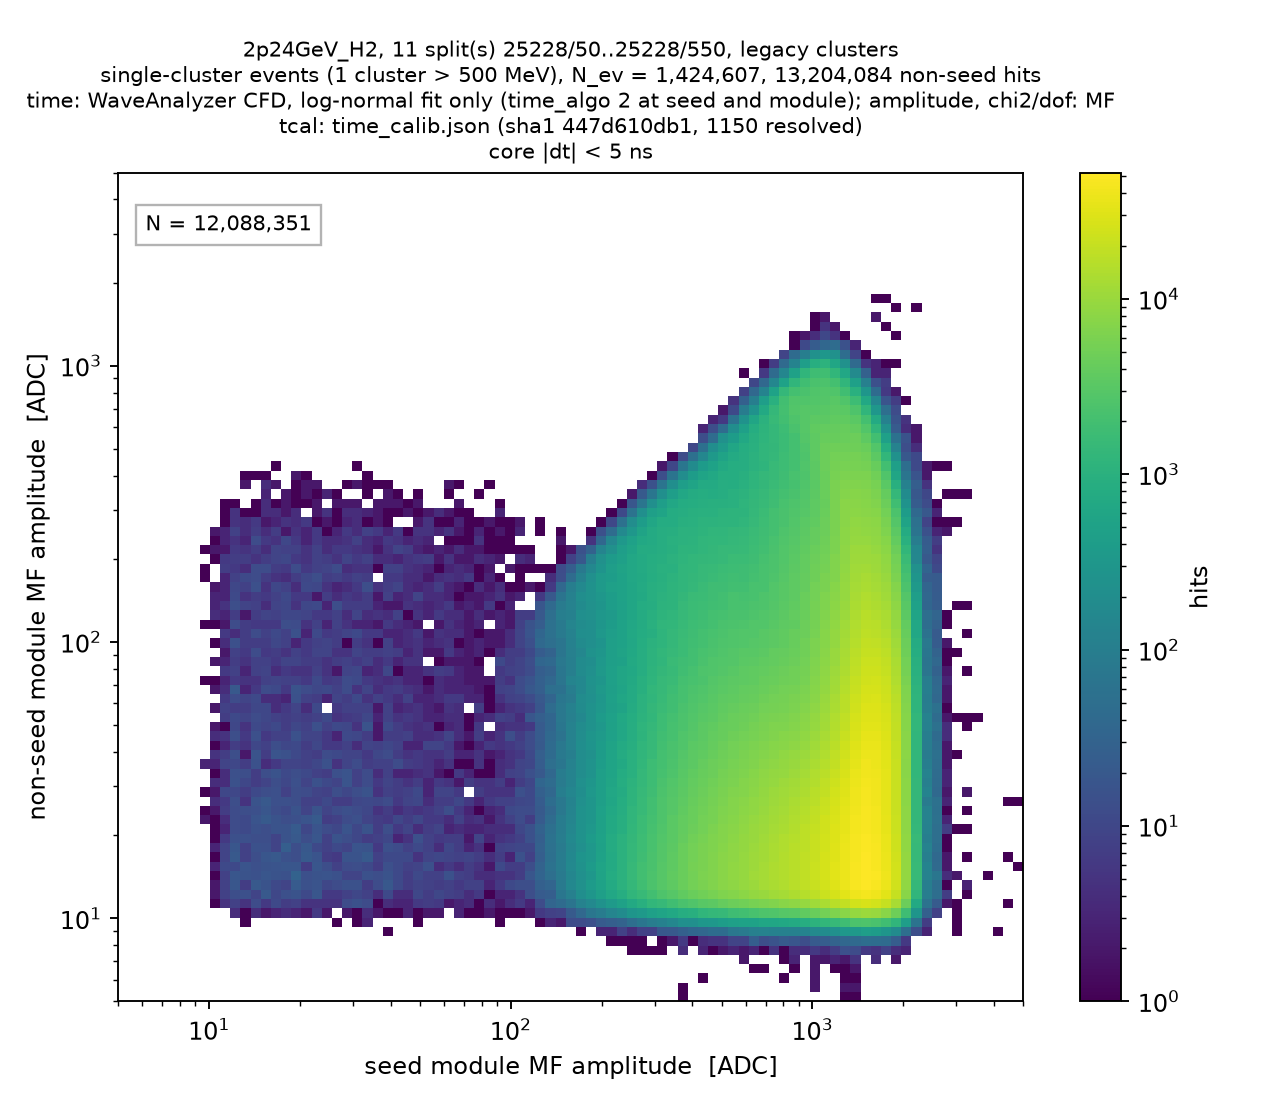 2p24GeV_H2, 11 split(s) 25228/50..25228/550, legacy clusters
single-cluster events (1 cluster > 500 MeV), N_ev = 1,424,607, 13,204,084 non-seed hits
time: WaveAnalyzer CFD, log-normal fit only (time_algo 2 at seed and module); amplitude, chi2/dof: MF
tcal: time_calib.json (sha1 447d610db1, 1150 resolved)
core |dt| < 5 ns
N = 12,088,351
non-seed module MF amplitude [ADC]
10³
10²
10¹
10¹
10²
10³
seed module MF amplitude [ADC]
10⁴
10³
10²
10¹
10⁰
hits